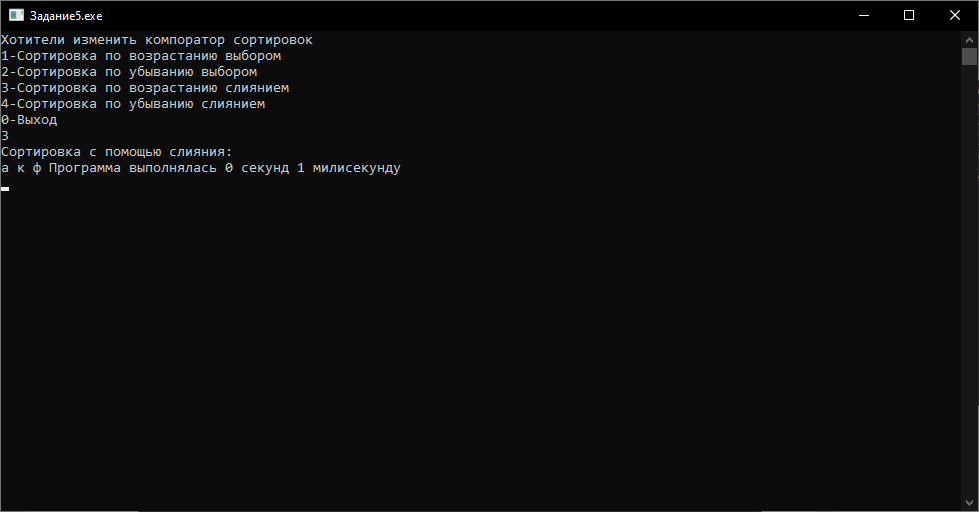 Задание5.exe
Хотители изменить компоратор сортировок
1-Сортировка по возрастанию выбором
2-Сортировка по убыванию выбором
3-Сортировка по возрастанию слиянием
4-Сортировка по убыванию слиянием
0-Выход
3
Сортировка с помощью слияния:
а к ф Программа выполнялась 0 секунд 1 милисекунду